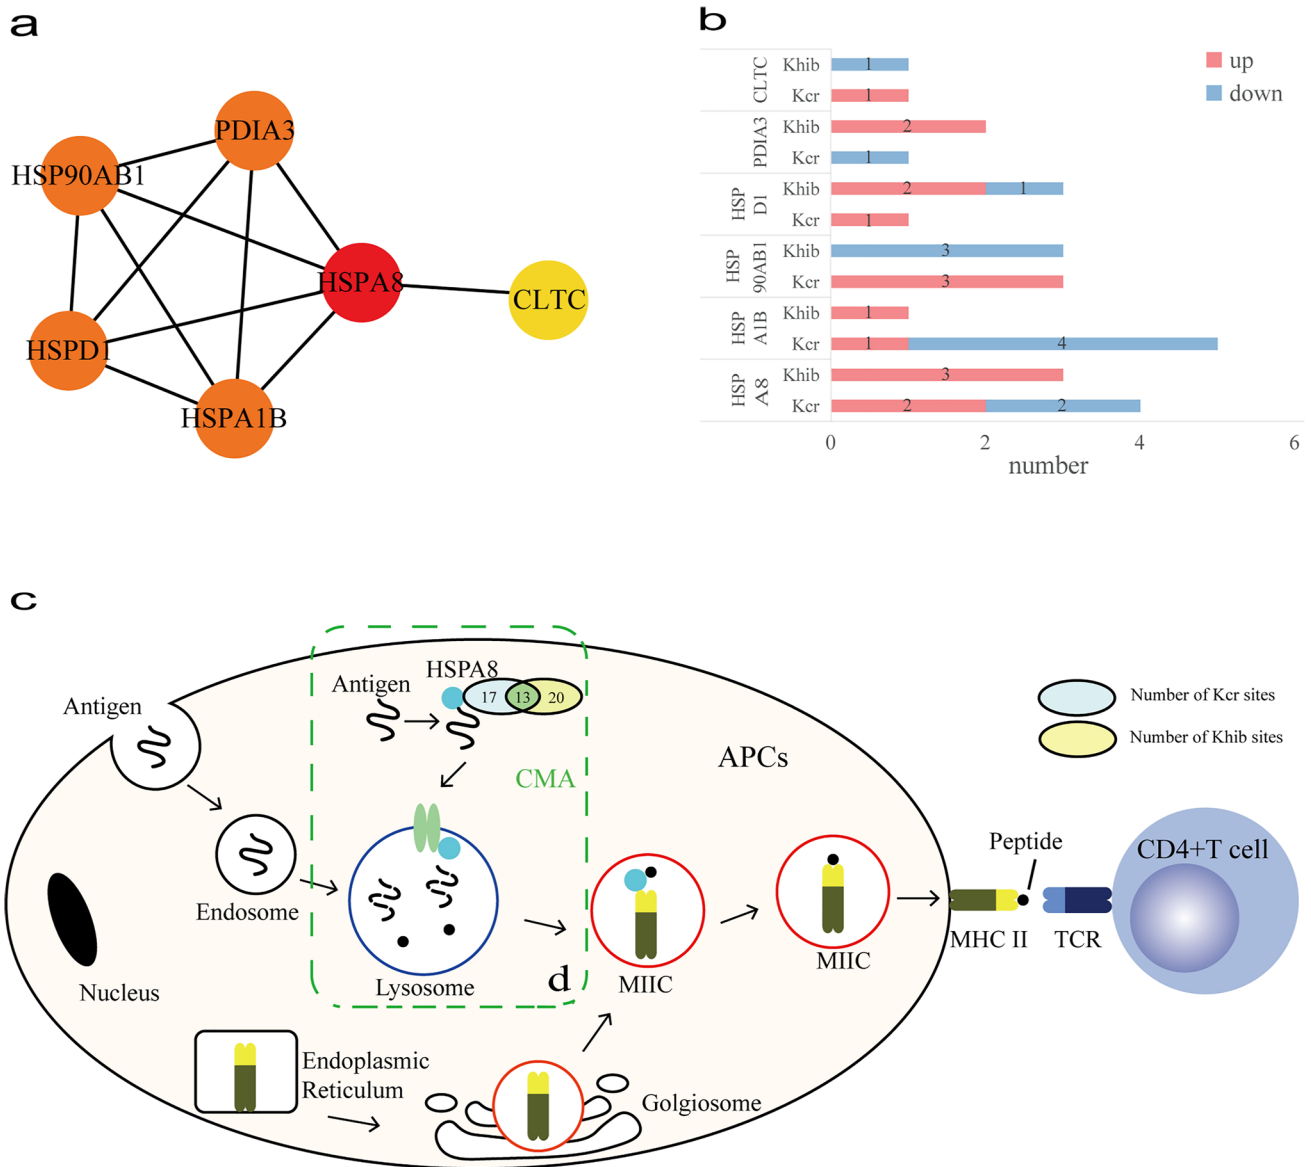 a
PDIA3
HSP90AB1
HSPA8
CLTC
HSPD1
HSPA1B
b
up
down
CLTC
Khib
1
Kcr
1
PDIA3
Khib
2
Kcr
1
HSP
D1
Khib
2
1
Kcr
1
HSP
90AB1
Khib
3
Kcr
3
HSP
A1B
Khib
1
Kcr
1
4
HSP
A8
Khib
3
Kcr
2
2
0
2
4
6
number
c
Antigen
Antigen
HSPA8
17
13
20
Number of Kcr sites
Number of Khib sites
CMA
APCs
Endosome
Peptide
CD4+T cell
MHC II
TCR
Nucleus
Lysosome
d
MIIC
MIIC
Endoplasmic
Reticulum
Golgiosome